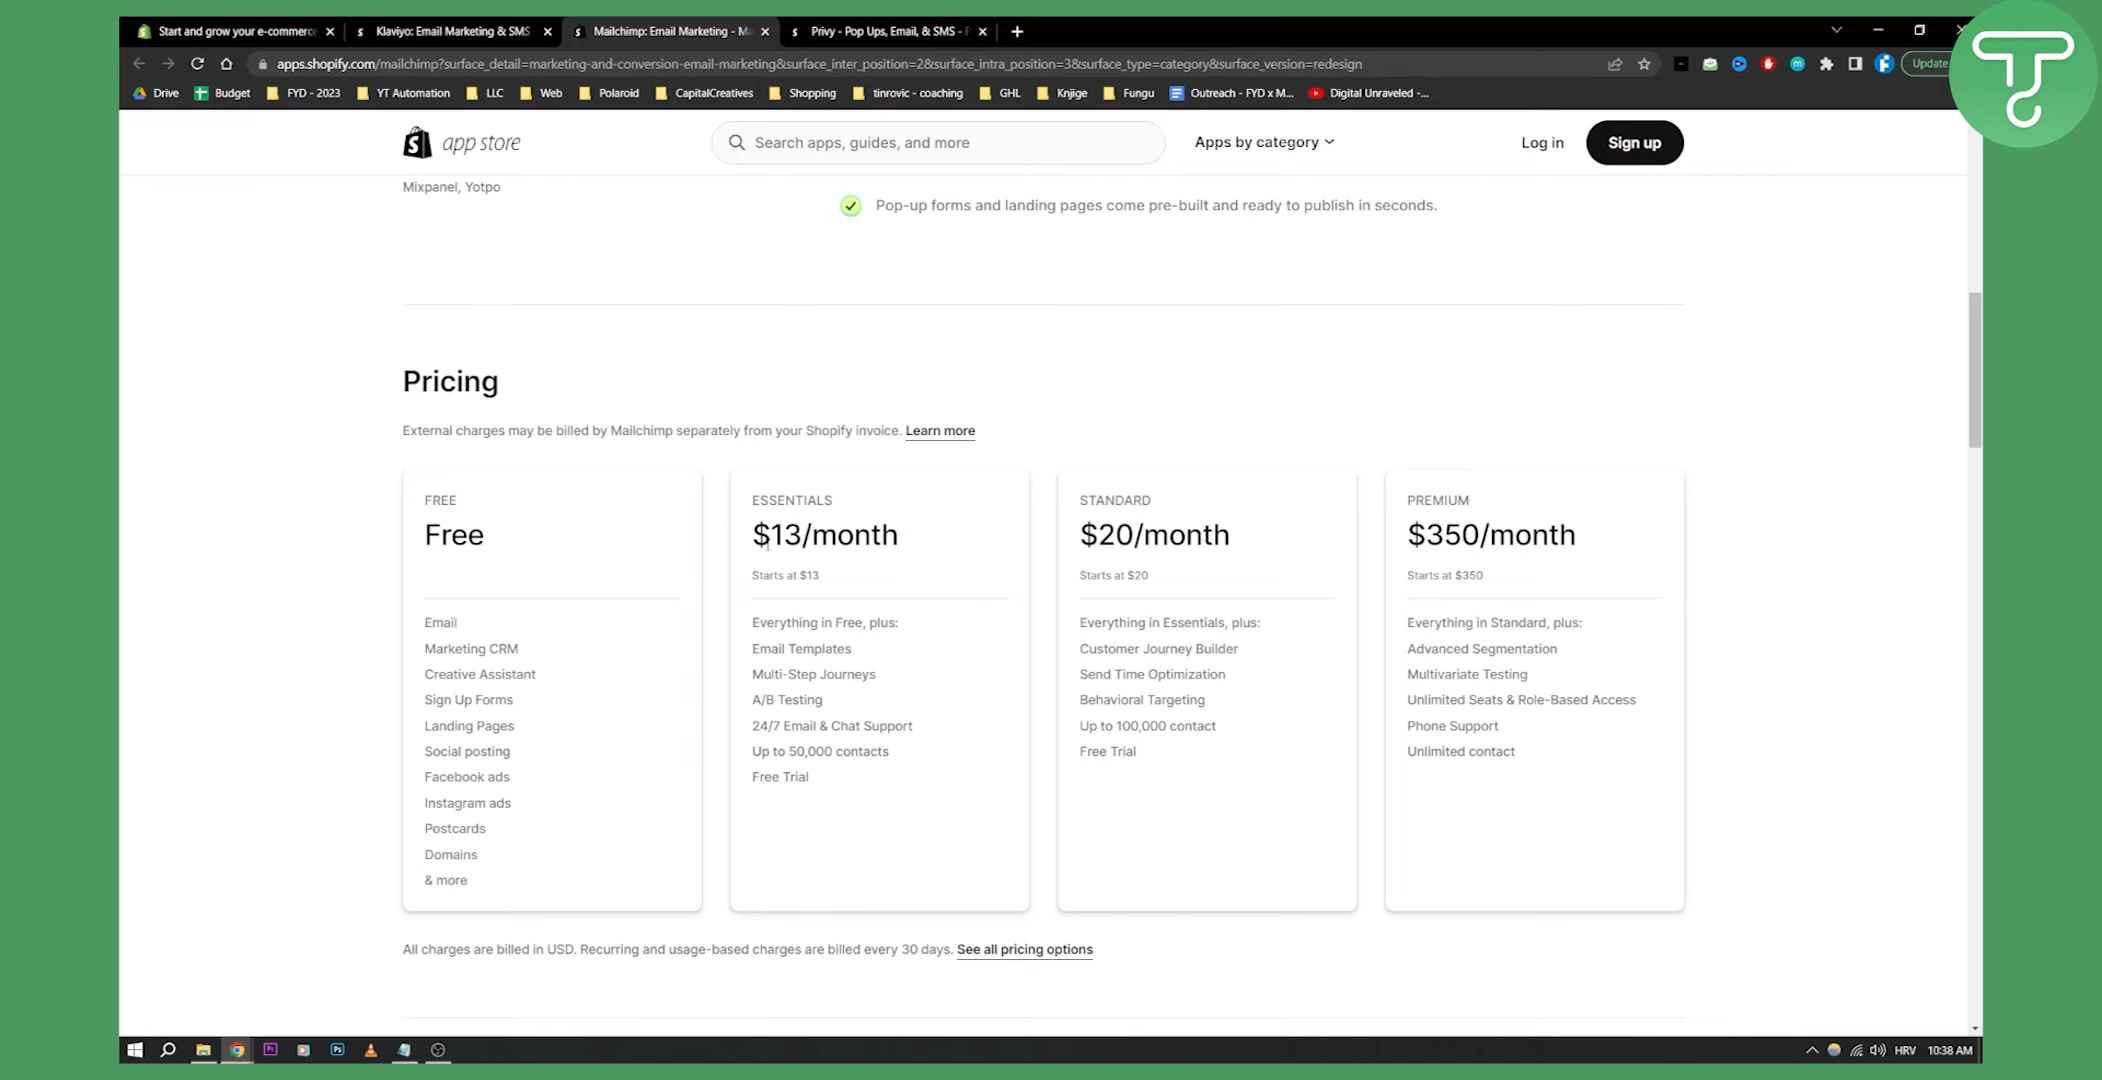 Start and grow your e-commerce
Klaviyo: Email Marketing & SMS
Mailchimp: Email Marketing - Ma
Privy - Pop Ups, Email, & SMS - P
apps.shopify.com/mailchimp?surface_detail=marketing-and-conversion-email-marketing&surface_inter_position=2&surface_intra_position=3&surface_type=category&surface_version=redesign
Update
Drive Budget FYD - 2023 YT Automation LLC Web Polaroid CapitalCreatives Shopping tinrovic - coaching GHL Knjige Fungu Outreach - FYD x M... Digital Unraveled -...
app store
Search apps, guides, and more
Apps by category
Log in
Sign up
Mixpanel, Yotpo
Pop-up forms and landing pages come pre-built and ready to publish in seconds.
Pricing
External charges may be billed by Mailchimp separately from your Shopify invoice. Learn more
FREE
Free
Email
Marketing CRM
Creative Assistant
Sign Up Forms
Landing Pages
Social posting
Facebook ads
Instagram ads
Postcards
Domains
& more
ESSENTIALS
$13/month
Starts at $13
Everything in Free, plus:
Email Templates
Multi-Step Journeys
A/B Testing
24/7 Email & Chat Support
Up to 50,000 contacts
Free Trial
STANDARD
$20/month
Starts at $20
Everything in Essentials, plus:
Customer Journey Builder
Send Time Optimization
Behavioral Targeting
Up to 100,000 contact
Free Trial
PREMIUM
$350/month
Starts at $350
Everything in Standard, plus:
Advanced Segmentation
Multivariate Testing
Unlimited Seats & Role-Based Access
Phone Support
Unlimited contact
All charges are billed in USD. Recurring and usage-based charges are billed every 30 days. See all pricing options
Pr
Ps
HRV 10:38 AM